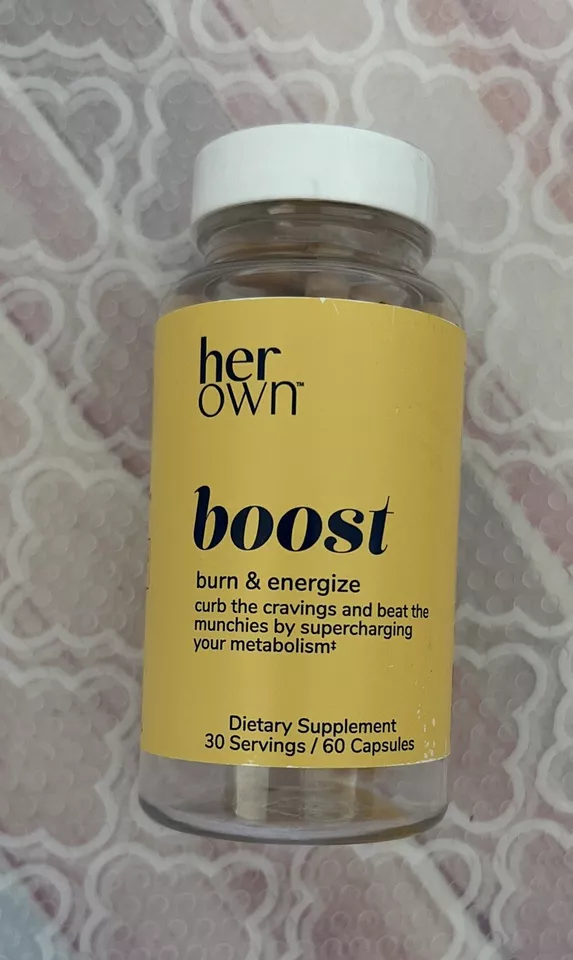 her
own™
boost
burn & energize
curb the cravings and beat the
munchies by supercharging
your metabolism‡
Dietary Supplement
30 Servings / 60 Capsules